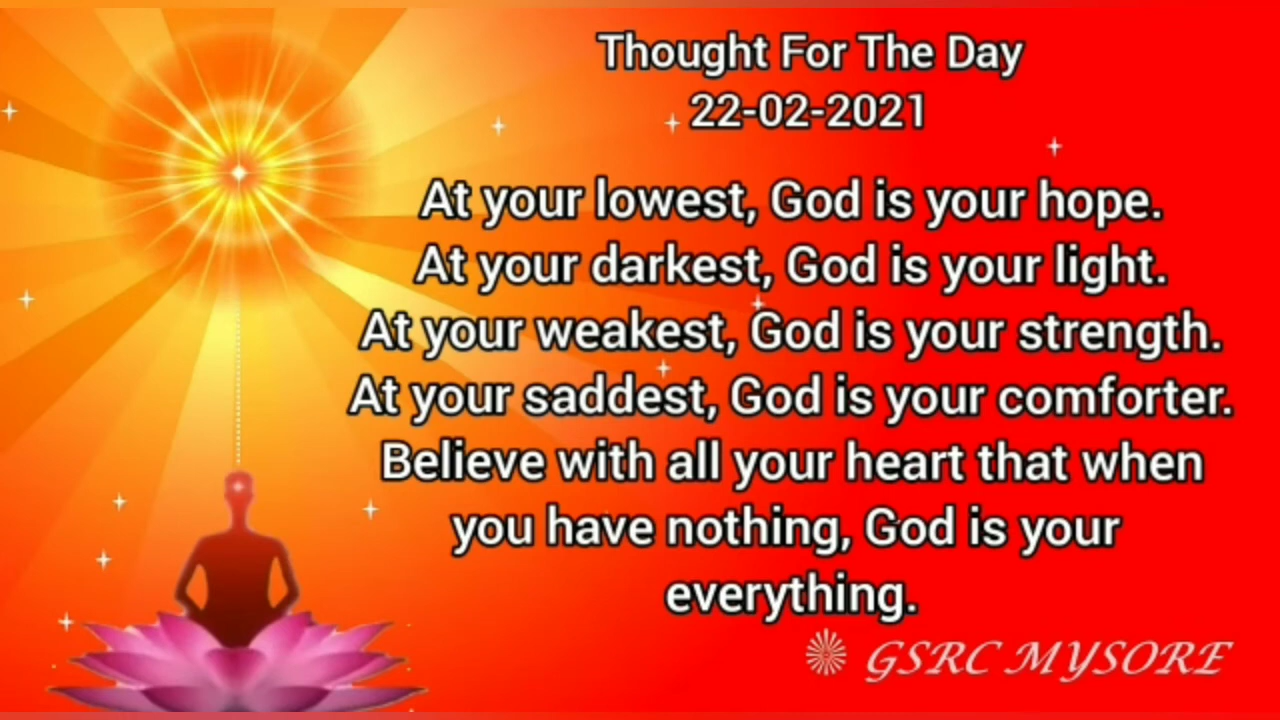 Thought For The Day
22-02-2021
At your lowest, God is your hope.
At your darkest, God is your light.
At your weakest, God is your strength.
At your saddest, God is your comforter.
Believe with all your heart that when
you have nothing, God is your
everything.
GSRC MYSORE